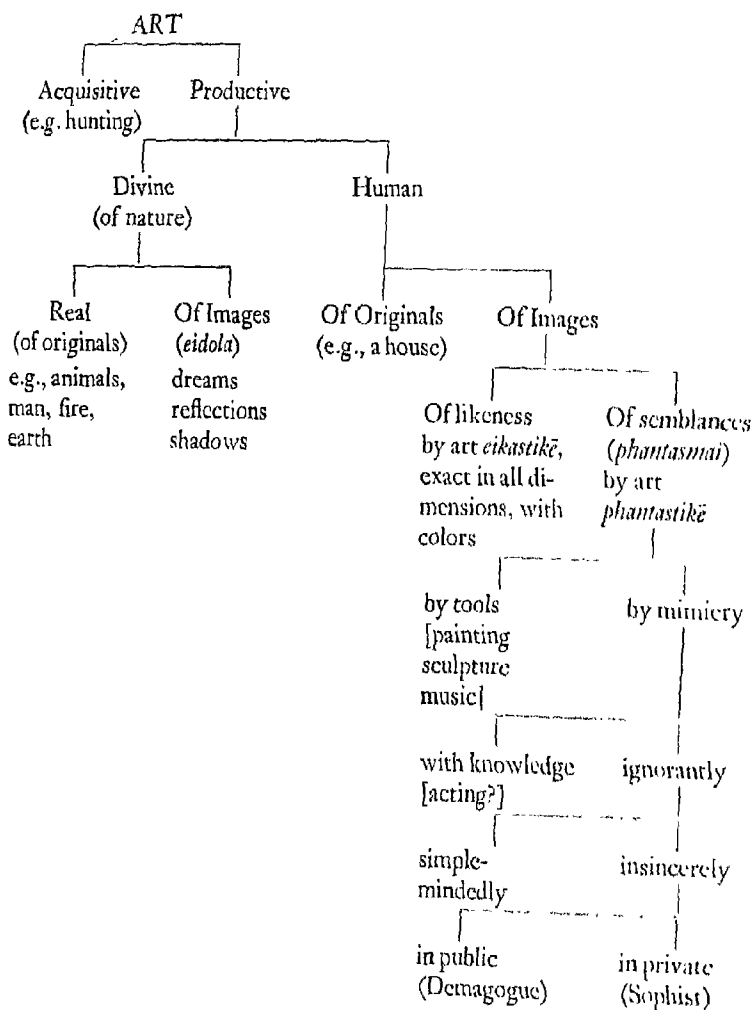 ART
Acquisitive
(e.g. hunting)
Productive
Divine
(of nature)
Human
Real
(of originals)
e.g., animals,
man, fire,
earth
Of Images
(eidola)
dreams
reflections
shadows
Of Originals
(e.g., a house)
Of Images
Of likeness
by art eikastikē,
exact in all di-
mensions, with
colors
Of semblances
(phantasmai)
by art
phantastikē
by tools
[painting
sculpture
music]
by mimicry
with knowledge
[acting?]
ignorantly
simple-
mindedly
insincerely
in public
(Demagogue)
in private
(Sophist)